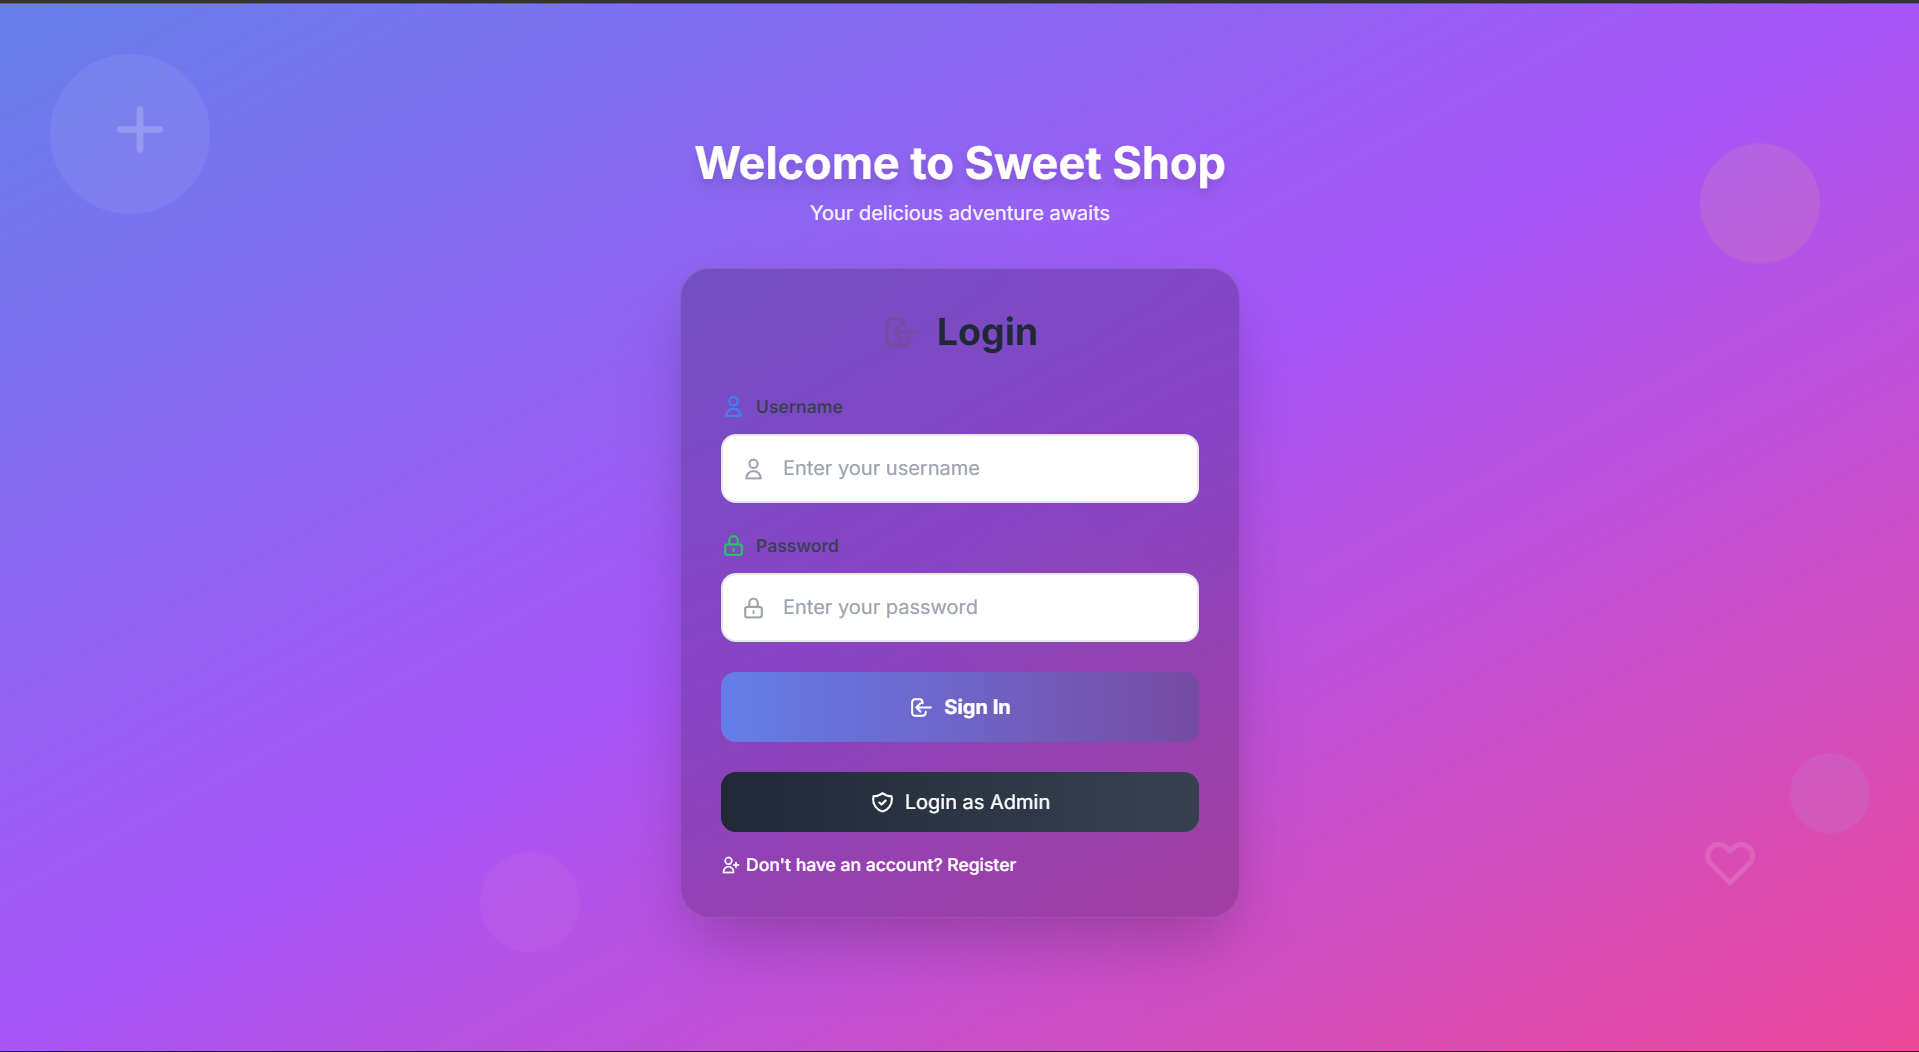 Welcome to Sweet Shop
Your delicious adventure awaits
Login
Username
Enter your username
Password
Enter your password
Sign In
Login as Admin
Don't have an account? Register